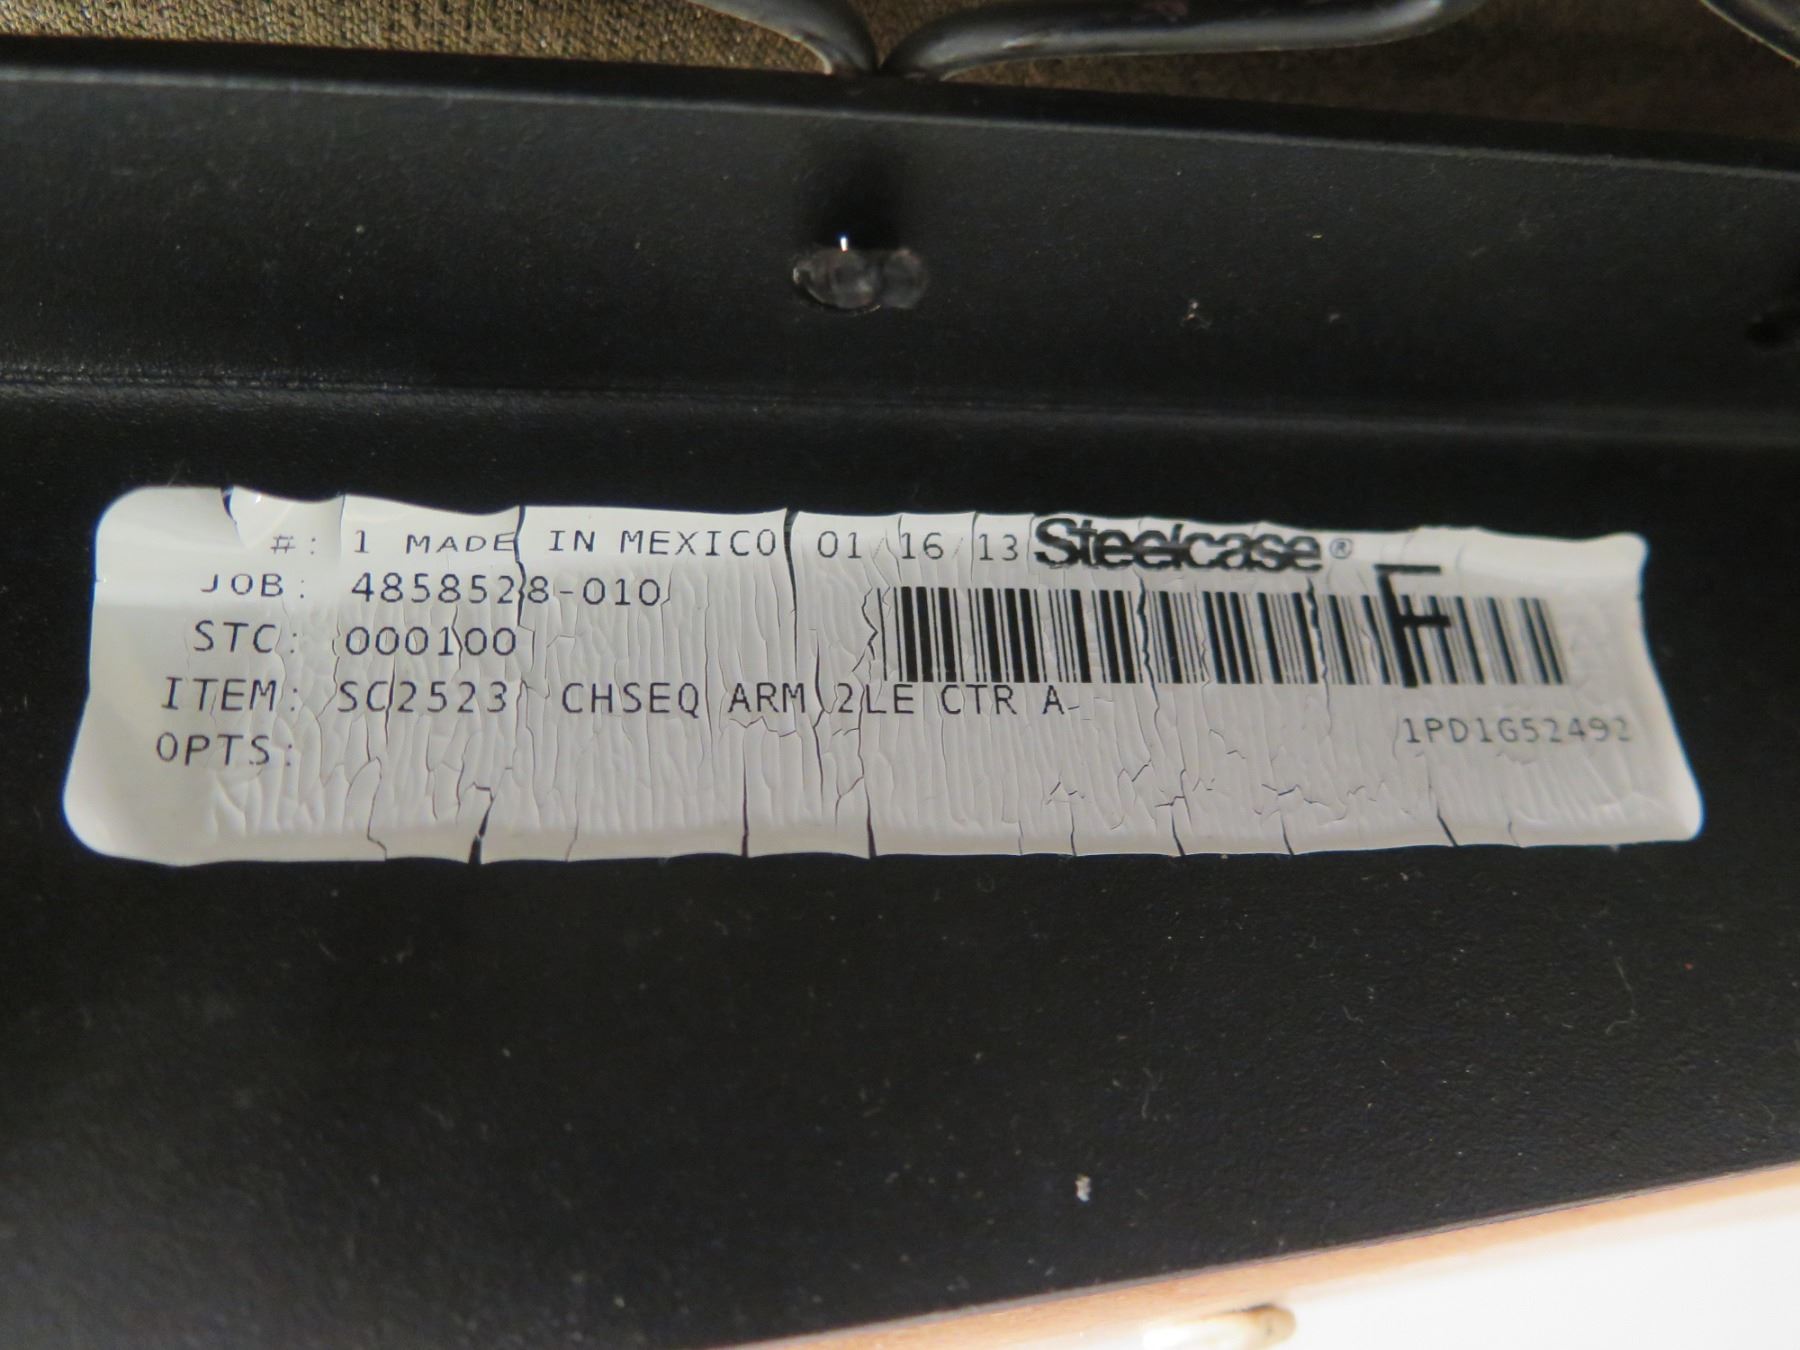 #: 1 MADE IN MEXICO 01/16/13 Steelcase®
JOB: 4858528-010
F
STC: 000100
ITEM: SC2523 CHSEQ ARM 2LE CTR A
OPTS:
1PD1G52492